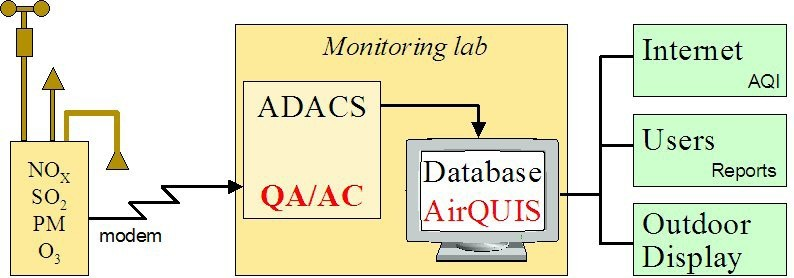 NOX
SO2
PM
O3
modem
Monitoring lab
ADACS
QA/AC
Database
AirQUIS
Internet
AQI
Users
Reports
Outdoor
Display